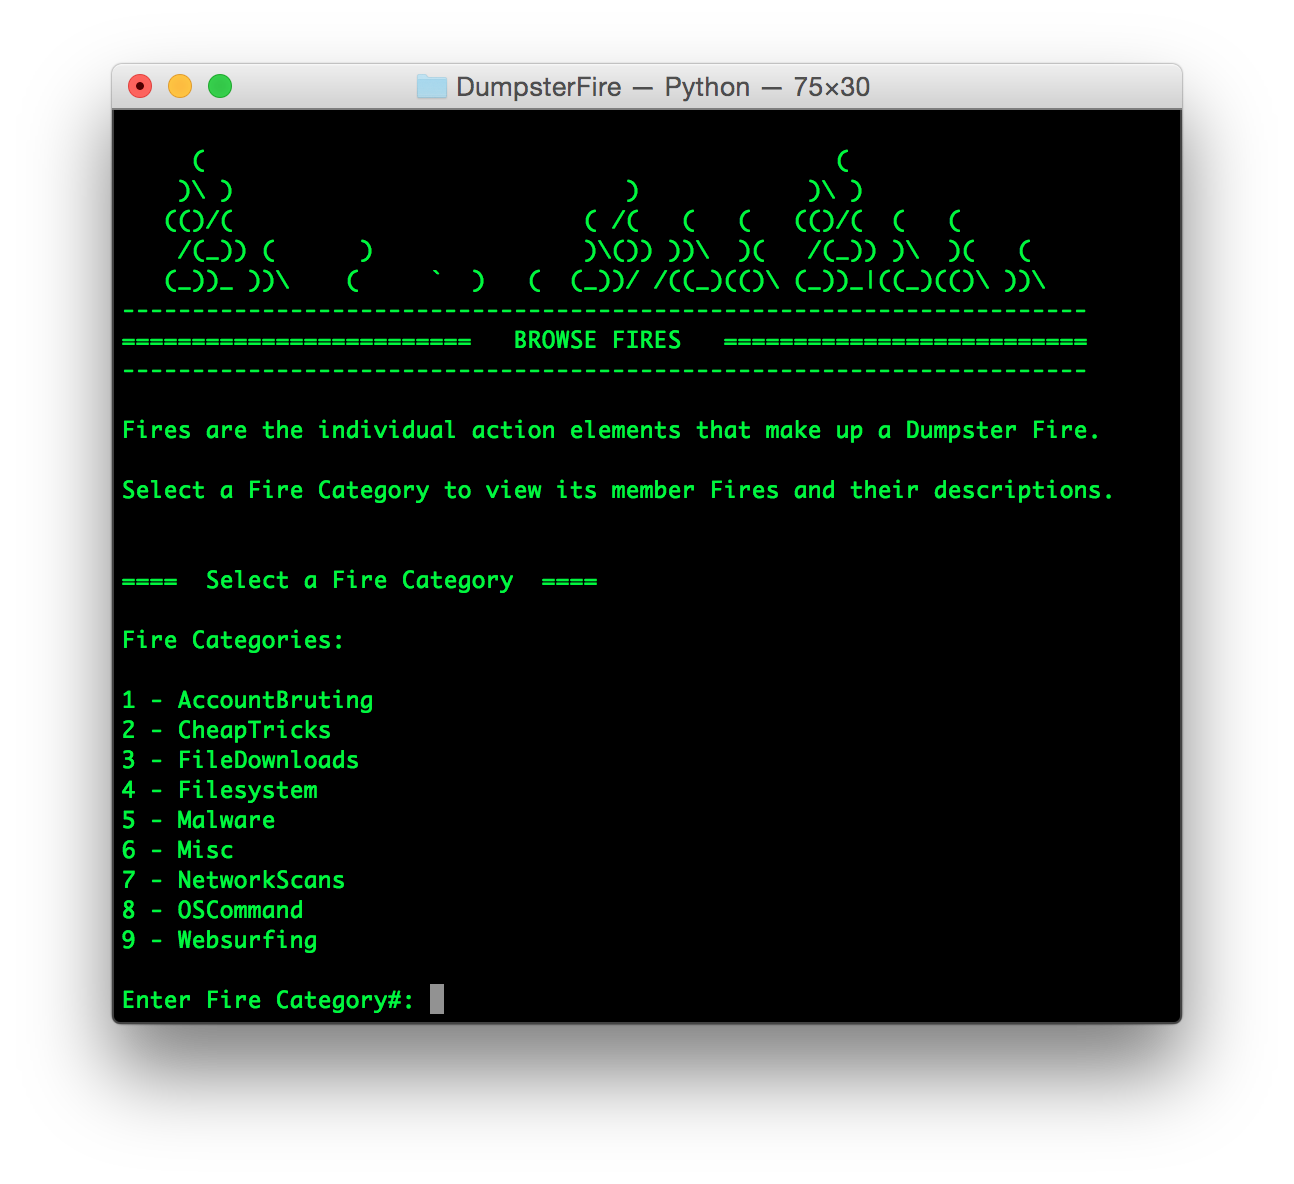 DumpsterFire — Python — 75×30
     (                                             (
    )\ )                            )            )\ )
   (()/(                         ( /(   (   (   (()/(  (   (
    /(_)) (      )               )\()) ))\  )(   /(_)) )\  )(   (
   (_))_ ))\    (     `  )   (  (_))/ /((_)(()\ (_))_|((_)(()\ ))\
---------------------------------------------------------------------
=========================   BROWSE FIRES   ==========================
---------------------------------------------------------------------
Fires are the individual action elements that make up a Dumpster Fire.
Select a Fire Category to view its member Fires and their descriptions.
====  Select a Fire Category  ====
Fire Categories:
1 - AccountBruting
2 - CheapTricks
3 - FileDownloads
4 - Filesystem
5 - Malware
6 - Misc
7 - NetworkScans
8 - OSCommand
9 - Websurfing
Enter Fire Category#: